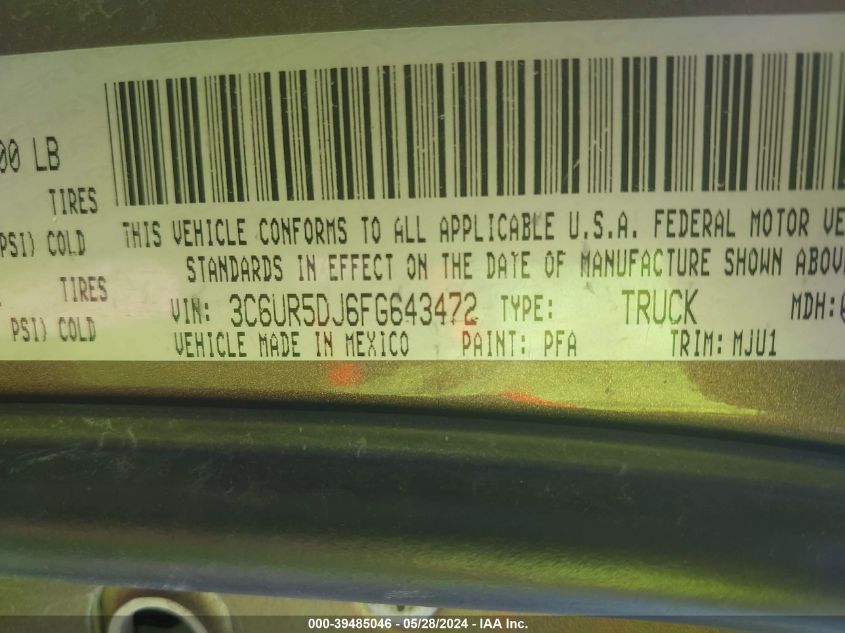 00 LB
TIRES
PSI) COLD
TIRES
PSI) COLD
THIS VEHICLE CONFORMS TO ALL APPLICABLE U.S.A. FEDERAL MOTOR VE
STANDARDS IN EFFECT ON THE DATE OF MANUFACTURE SHOWN ABOV
VIN: 3C6UR5DJ6FG643472 TYPE: TRUCK MDH:
VEHICLE MADE IN MEXICO PAINT: PFA TRIM: MJU1
000-39485046 - 05/28/2024 - IAA Inc.